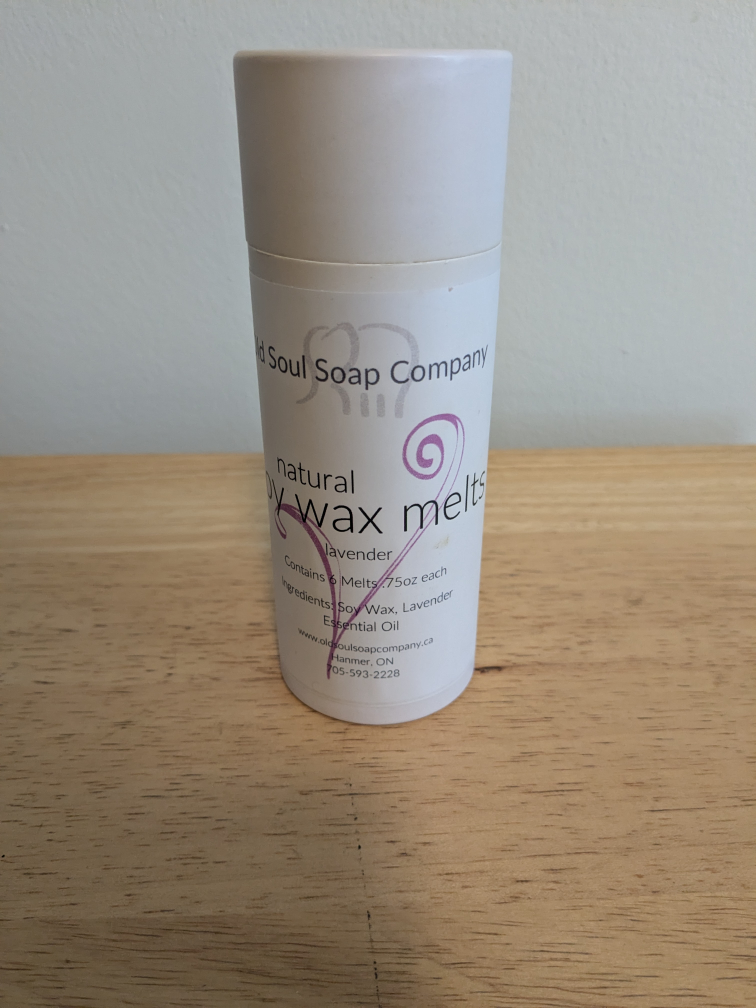 ld Soul Soap Company
natural
oy wax melts
lavender
Contains 6 Melts .75oz each
Ingredients: Soy Wax, Lavender
Essential Oil
www.oldsoulsoapcompany.ca
Hanmer, ON
705-593-2228